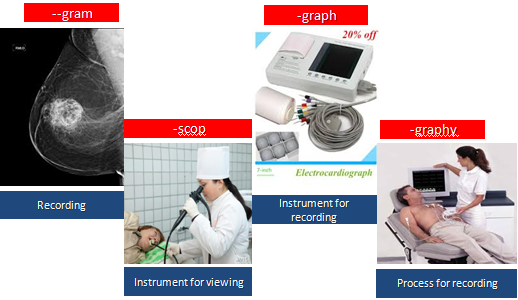 --gram
-graph
20% off
-scop
-graphy
Electrocardiograph
Recording
Instrument for
recording
Instrument for viewing
Process for recording